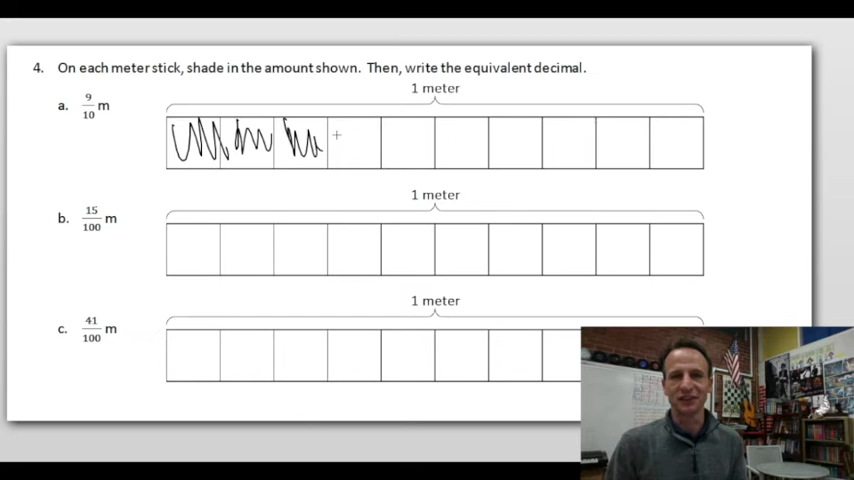 4. On each meter stick, shade in the amount shown. Then, write the equivalent decimal.
1 meter
a. 9/10 m
1 meter
b. 15/100 m
1 meter
c. 41/100 m